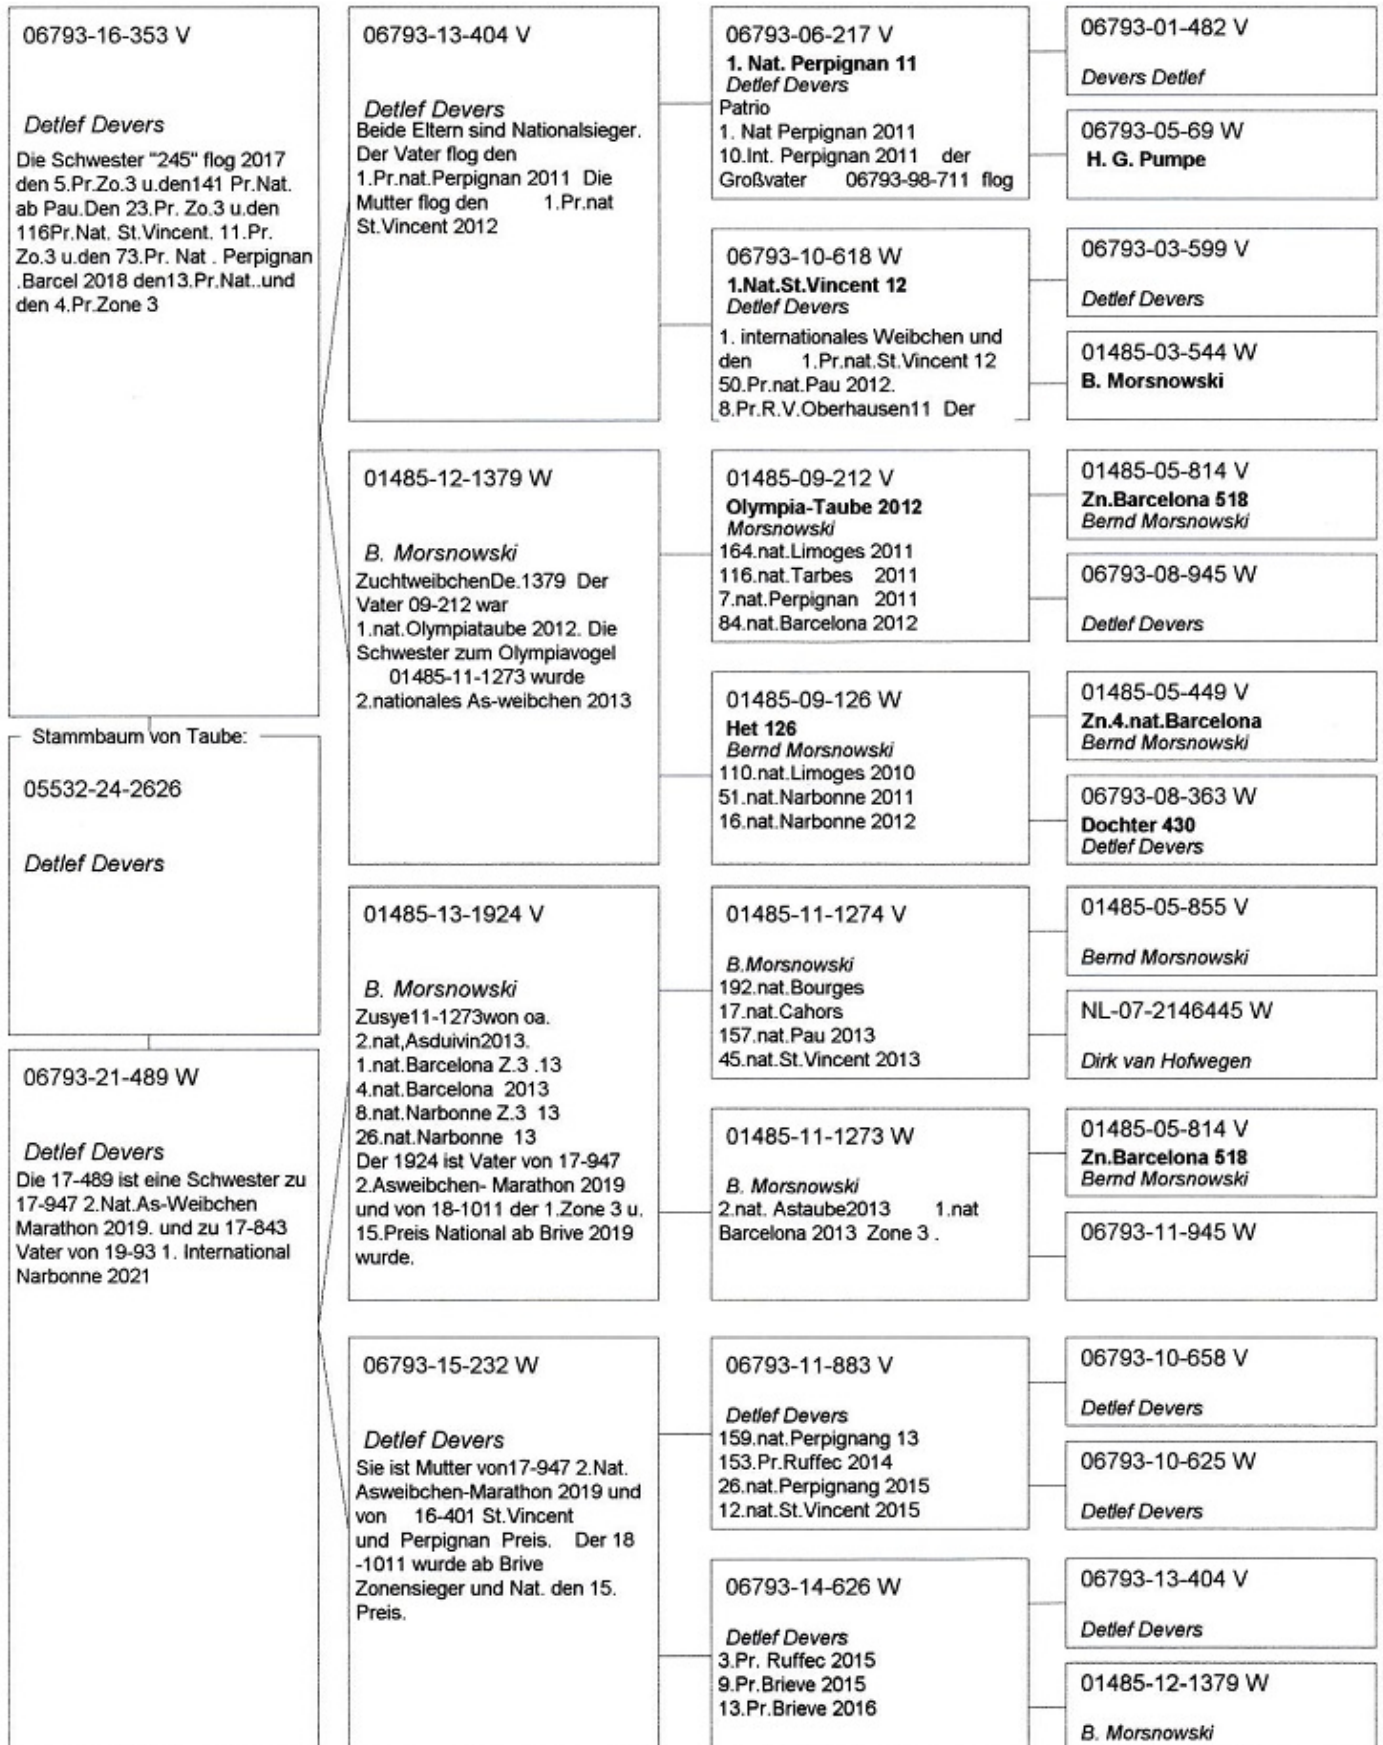 06793-16-353 V
Detlef Devers
Die Schwester "245" flog 2017
den 5.Pr.Zo.3 u.den141 Pr.Nat.
ab Pau.Den 23.Pr. Zo.3 u.den
116Pr.Nat. St.Vincent. 11.Pr.
Zo.3 u.den 73.Pr. Nat . Perpignan
.Barcel 2018 den13.Pr.Nat..und
den 4.Pr.Zone 3
Stammbaum von Taube:
05532-24-2626
Detlef Devers
06793-21-489 W
Detlef Devers
Die 17-489 ist eine Schwester zu
17-947 2.Nat.As-Weibchen
Marathon 2019. und zu 17-843
Vater von 19-93 1. International
Narbonne 2021
06793-13-404 V
Detlef Devers
Beide Eltern sind Nationalsieger.
Der Vater flog den
1.Pr.nat.Perpignan 2011 Die
Mutter flog den 1.Pr.nat
St.Vincent 2012
01485-12-1379 W
B. Morsnowski
ZuchtweibchenDe.1379 Der
Vater 09-212 war
1.nat.Olympiataube 2012. Die
Schwester zum Olympiavogel
01485-11-1273 wurde
2.nationales As-weibchen 2013
01485-13-1924 V
B. Morsnowski
Zusye11-1273won oa.
2.nat,Asduivin2013.
1.nat.Barcelona Z.3 .13
4.nat.Barcelona 2013
8.nat.Narbonne Z.3 13
26.nat.Narbonne 13
Der 1924 ist Vater von 17-947
2.Asweibchen- Marathon 2019
und von 18-1011 der 1.Zone 3 u.
15.Preis National ab Brive 2019
wurde.
06793-15-232 W
Detlef Devers
Sie ist Mutter von17-947 2.Nat.
Asweibchen-Marathon 2019 und
von 16-401 St.Vincent
und Perpignan Preis. Der 18
-1011 wurde ab Brive
Zonensieger und Nat. den 15.
Preis.
06793-06-217 V
1. Nat. Perpignan 11
Detlef Devers
Patrio
1. Nat Perpignan 2011
10.Int. Perpignan 2011 der
Großvater 06793-98-711 flog
06793-10-618 W
1.Nat.St.Vincent 12
Detlef Devers
1. internationales Weibchen und
den 1.Pr.nat.St.Vincent 12
50.Pr.nat.Pau 2012.
8.Pr.R.V.Oberhausen11 Der
01485-09-212 V
Olympia-Taube 2012
Morsnowski
164.nat.Limoges 2011
116.nat.Tarbes 2011
7.nat.Perpignan 2011
84.nat.Barcelona 2012
01485-09-126 W
Het 126
Bernd Morsnowski
110.nat.Limoges 2010
51.nat.Narbonne 2011
16.nat.Narbonne 2012
01485-11-1274 V
B.Morsnowski
192.nat.Bourges
17.nat.Cahors
157.nat.Pau 2013
45.nat.St.Vincent 2013
01485-11-1273 W
B. Morsnowski
2.nat. Astaube2013 1.nat
Barcelona 2013 Zone 3 .
06793-11-883 V
Detlef Devers
159.nat.Perpignang 13
153.Pr.Ruffec 2014
26.nat.Perpignang 2015
12.nat.St.Vincent 2015
06793-14-626 W
Detlef Devers
3.Pr. Ruffec 2015
9.Pr.Brieve 2015
13.Pr.Brieve 2016
06793-01-482 V
Devers Detlef
06793-05-69 W
H. G. Pumpe
06793-03-599 V
Detlef Devers
01485-03-544 W
B. Morsnowski
01485-05-814 V
Zn.Barcelona 518
Bernd Morsnowski
06793-08-945 W
Detlef Devers
01485-05-449 V
Zn.4.nat.Barcelona
Bernd Morsnowski
06793-08-363 W
Dochter 430
Detlef Devers
01485-05-855 V
Bernd Morsnowski
NL-07-2146445 W
Dirk van Hofwegen
01485-05-814 V
Zn.Barcelona 518
Bernd Morsnowski
06793-11-945 W
06793-10-658 V
Detlef Devers
06793-10-625 W
Detlef Devers
06793-13-404 V
Detlef Devers
01485-12-1379 W
B. Morsnowski